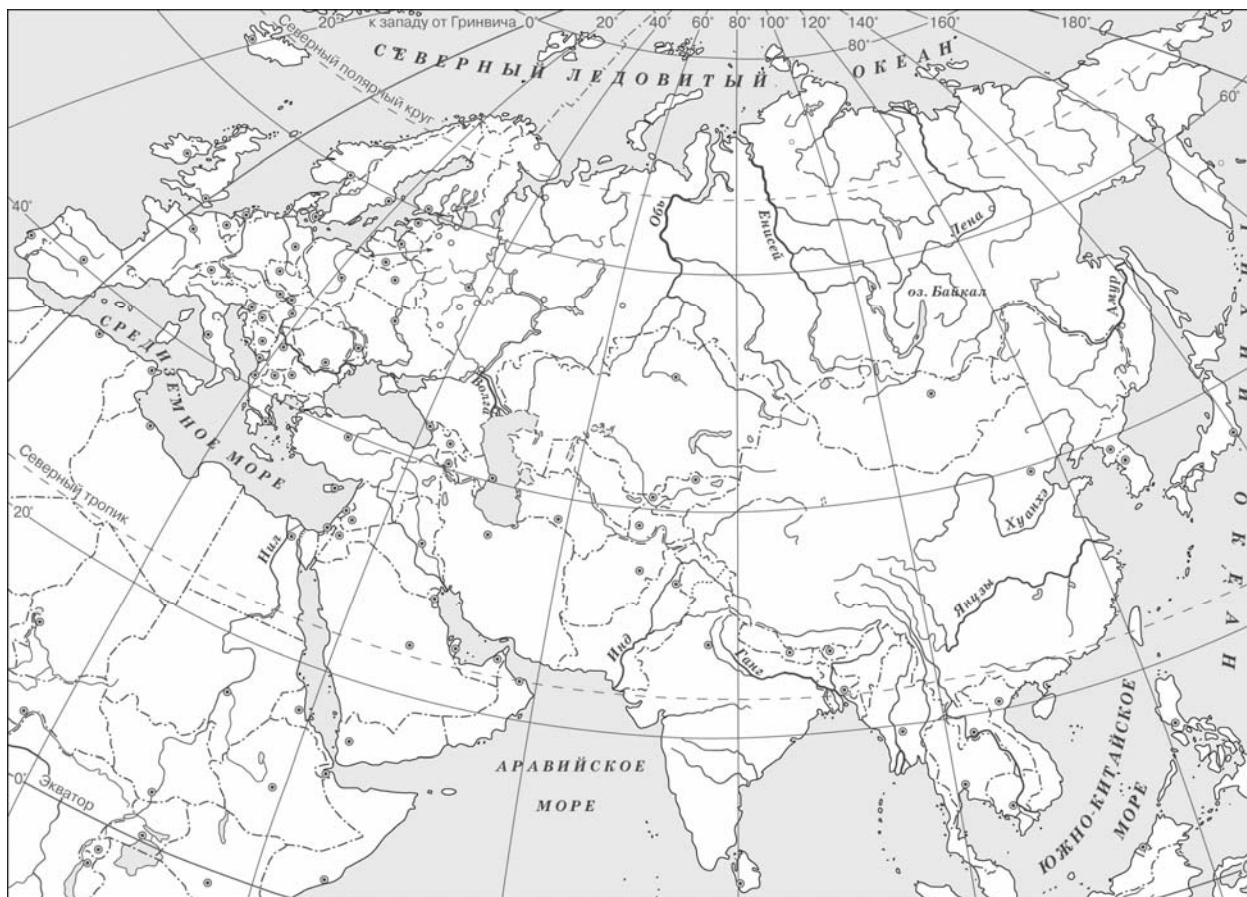 20° к западу от Гринвича 0° 20° 40° 60° 80° 100° 120° 140° 160° 180°
80°
60°
СЕВЕРНЫЙ ЛЕДОВИТЫЙ ОКЕАН
Северный полярный круг
40°
Обь
Енисей
Лена
оз. Байкал
Амур
ТИХИЙ ОКЕАН
СРЕДИЗЕМНОЕ МОРЕ
Волга
Северный тропик
20°
Нил
Хуанхэ
Янцзы
Инд
Ганг
АРАВИЙСКОЕ
МОРЕ
ЮЖНО-КИТАЙСКОЕ
МОРЕ
Экватор
0°